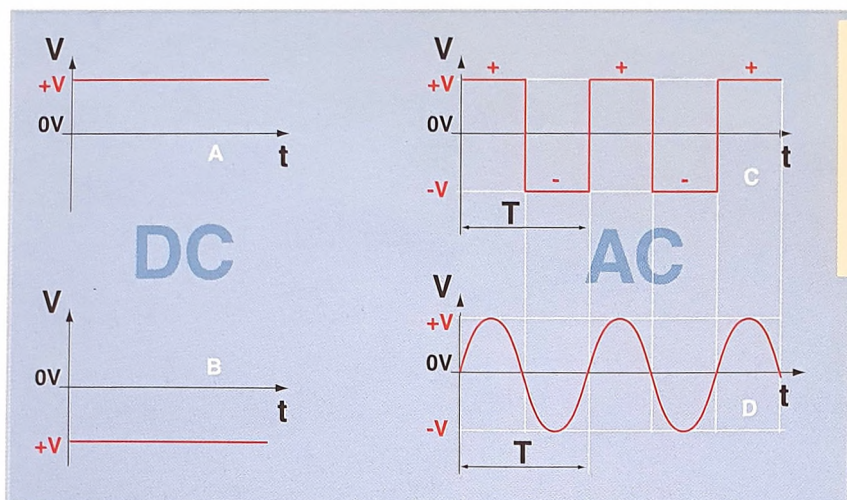 V
+V
0V
A
t
DC
V
0V
B
t
+V
V
+ + +
+V
0V
t
- -
C
-V
T
AC
V
+V
0V
t
D
-V
T